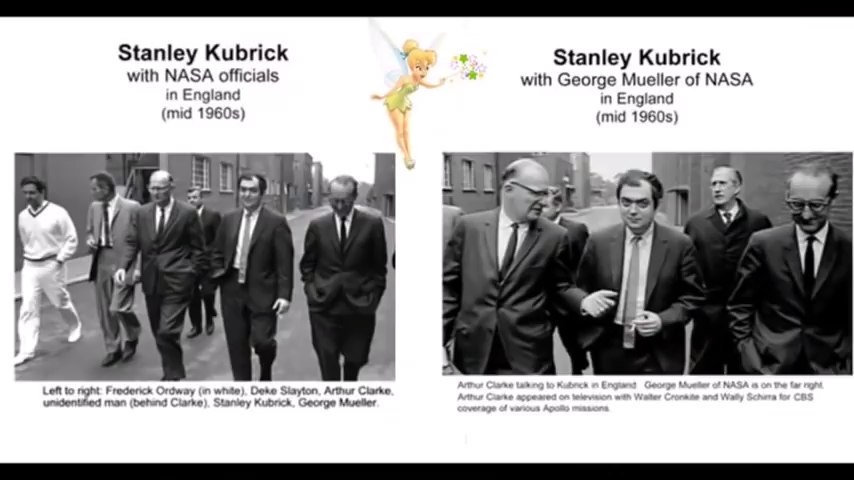 Stanley Kubrick
with NASA officials
in England
(mid 1960s)
Left to right: Frederick Ordway (in white), Deke Slayton, Arthur Clarke,
unidentified man (behind Clarke), Stanley Kubrick, George Mueller.
Stanley Kubrick
with George Mueller of NASA
in England
(mid 1960s)
Arthur Clarke talking to Kubrick in England George Mueller of NASA is on the far right.
Arthur Clarke appeared on television with Walter Cronkite and Wally Schirra for CBS
coverage of various Apollo missions.